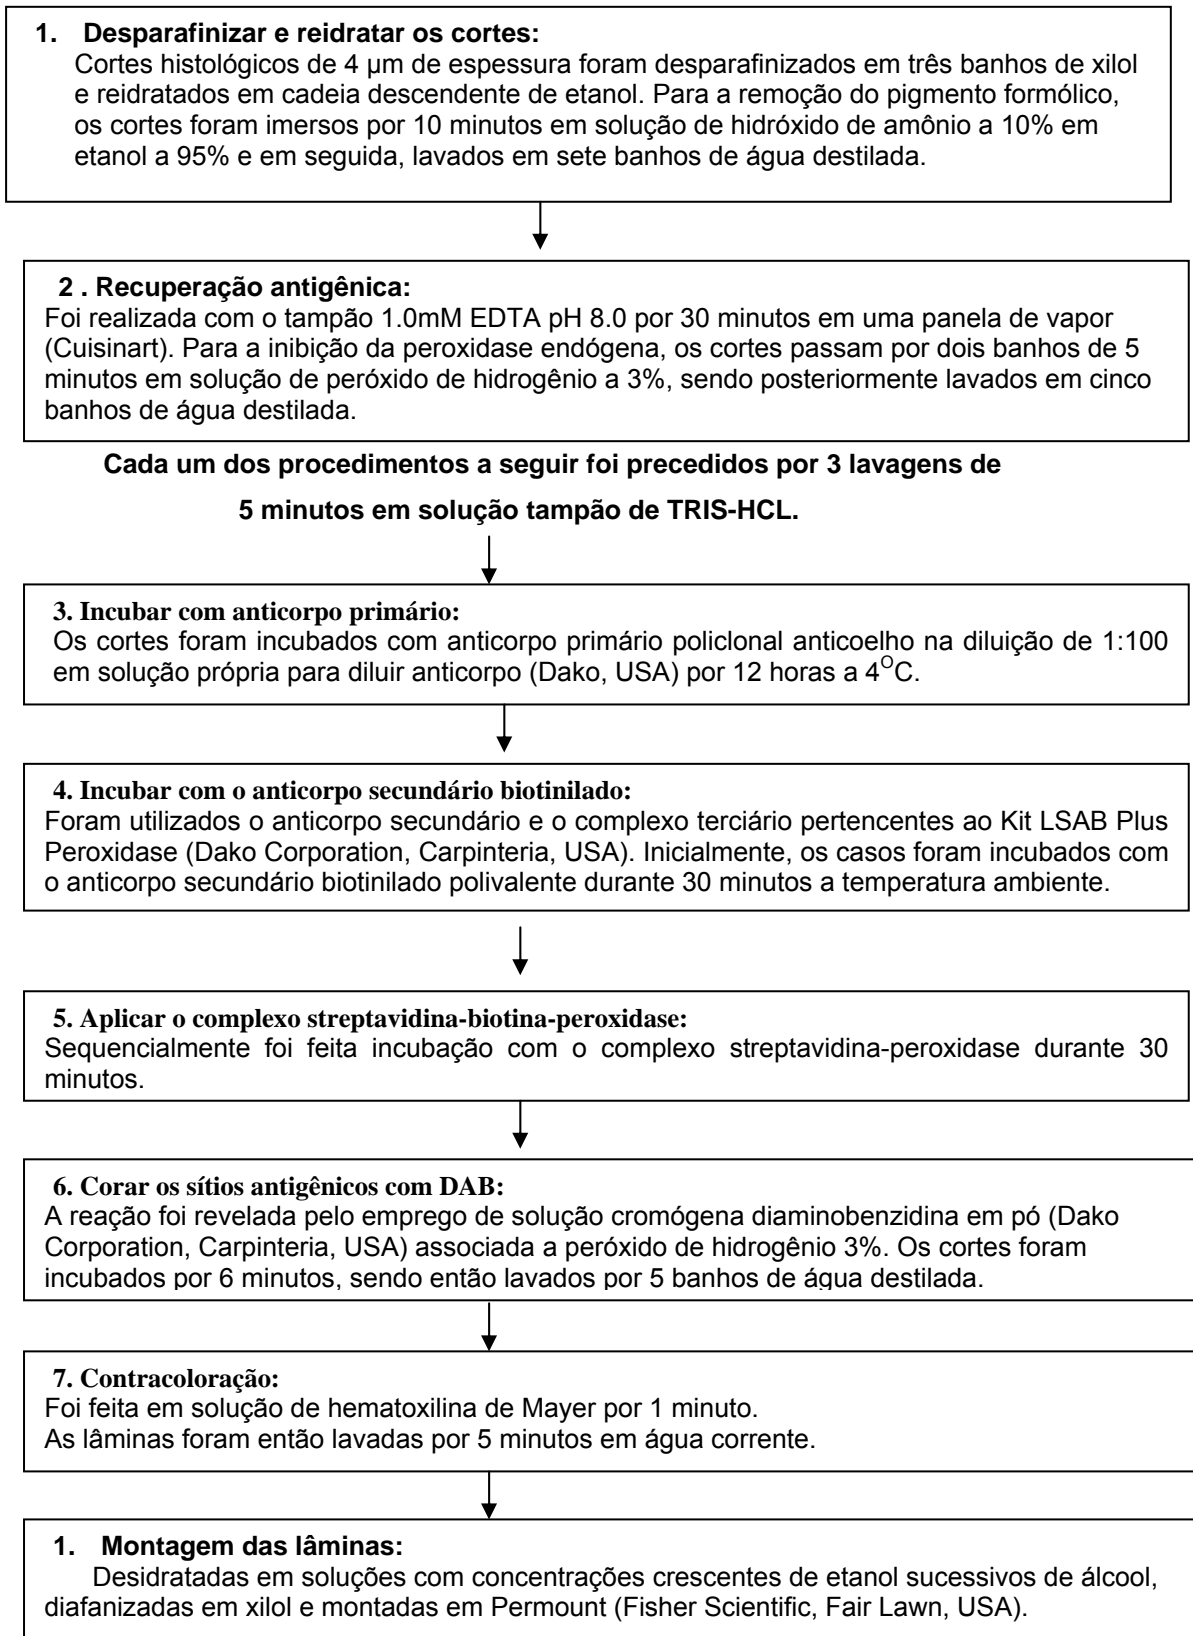 1. Desparafinizar e reidratar os cortes:
Cortes histológicos de 4 µm de espessura foram desparafinizados em três banhos de xilol
e reidratados em cadeia descendente de etanol. Para a remoção do pigmento formólico,
os cortes foram imersos por 10 minutos em solução de hidróxido de amônio a 10% em
etanol a 95% e em seguida, lavados em sete banhos de água destilada.
2 . Recuperação antigênica:
Foi realizada com o tampão 1.0mM EDTA pH 8.0 por 30 minutos em uma panela de vapor
(Cuisinart). Para a inibição da peroxidase endógena, os cortes passam por dois banhos de 5
minutos em solução de peróxido de hidrogênio a 3%, sendo posteriormente lavados em cinco
banhos de água destilada.
Cada um dos procedimentos a seguir foi precedidos por 3 lavagens de
5 minutos em solução tampão de TRIS-HCL.
3. Incubar com anticorpo primário:
Os cortes foram incubados com anticorpo primário policlonal anticoelho na diluição de 1:100
em solução própria para diluir anticorpo (Dako, USA) por 12 horas a 4°C.
4. Incubar com o anticorpo secundário biotinilado:
Foram utilizados o anticorpo secundário e o complexo terciário pertencentes ao Kit LSAB Plus
Peroxidase (Dako Corporation, Carpinteria, USA). Inicialmente, os casos foram incubados com
o anticorpo secundário biotinilado polivalente durante 30 minutos a temperatura ambiente.
5. Aplicar o complexo streptavidina-biotina-peroxidase:
Sequencialmente foi feita incubação com o complexo streptavidina-peroxidase durante 30
minutos.
6. Corar os sítios antigênicos com DAB:
A reação foi revelada pelo emprego de solução cromógena diaminobenzidina em pó (Dako
Corporation, Carpinteria, USA) associada a peróxido de hidrogênio 3%. Os cortes foram
incubados por 6 minutos, sendo então lavados por 5 banhos de água destilada.
7. Contracoloração:
Foi feita em solução de hematoxilina de Mayer por 1 minuto.
As lâminas foram então lavadas por 5 minutos em água corrente.
1. Montagem das lâminas:
Desidratadas em soluções com concentrações crescentes de etanol sucessivos de álcool,
diafanizadas em xilol e montadas em Permount (Fisher Scientific, Fair Lawn, USA).